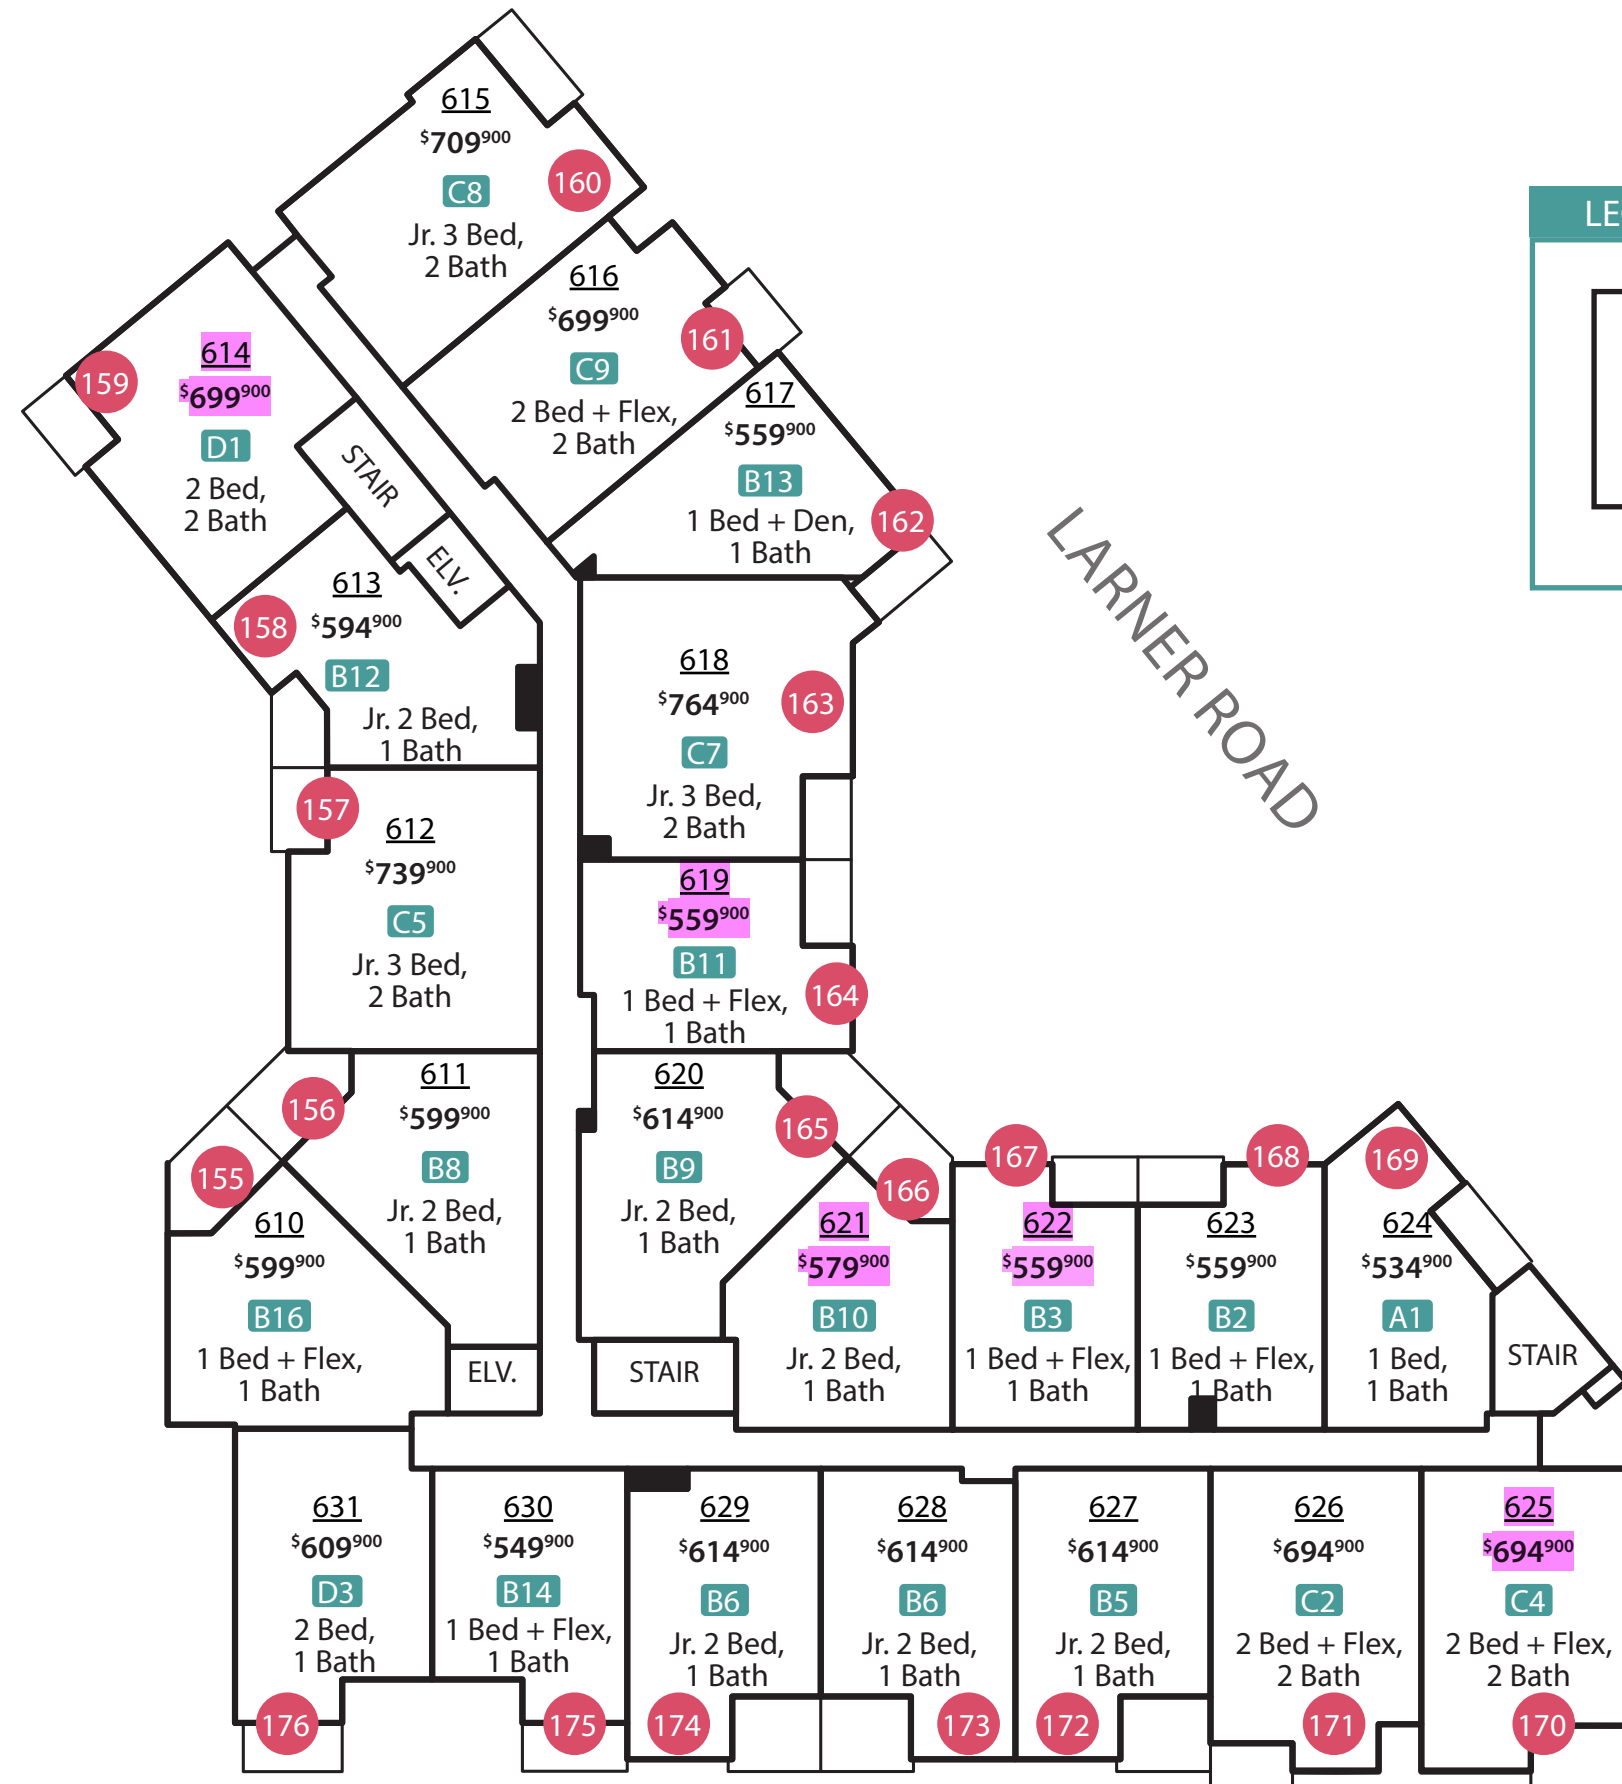 615
$709900
C8
Jr. 3 Bed,
2 Bath
160
616
$699900
C9
2 Bed + Flex,
2 Bath
161
614
$699900
D1
2 Bed,
2 Bath
159
617
$559900
B13
1 Bed + Den,
1 Bath
162
STAIR
ELV.
613
$594900
B12
Jr. 2 Bed,
1 Bath
158
618
$764900
C7
Jr. 3 Bed,
2 Bath
163
LARNER ROAD
LE
157
612
$739900
C5
Jr. 3 Bed,
2 Bath
619
$559900
B11
1 Bed + Flex,
1 Bath
164
156
611
$599900
B8
Jr. 2 Bed,
1 Bath
620
$614900
B9
Jr. 2 Bed,
1 Bath
165
155
610
$599900
B16
1 Bed + Flex,
1 Bath
ELV.
STAIR
166
621
$579900
B10
Jr. 2 Bed,
1 Bath
167
622
$559900
B3
1 Bed + Flex,
1 Bath
168
623
$559900
B2
1 Bed + Flex,
1 Bath
169
624
$534900
A1
1 Bed,
1 Bath
STAIR
631
$609900
D3
2 Bed,
1 Bath
176
630
$549900
B14
1 Bed + Flex,
1 Bath
175
629
$614900
B6
Jr. 2 Bed,
1 Bath
174
628
$614900
B6
Jr. 2 Bed,
1 Bath
173
627
$614900
B5
Jr. 2 Bed,
1 Bath
172
626
$694900
C2
2 Bed + Flex,
2 Bath
171
625
$694900
C4
2 Bed + Flex,
2 Bath
170